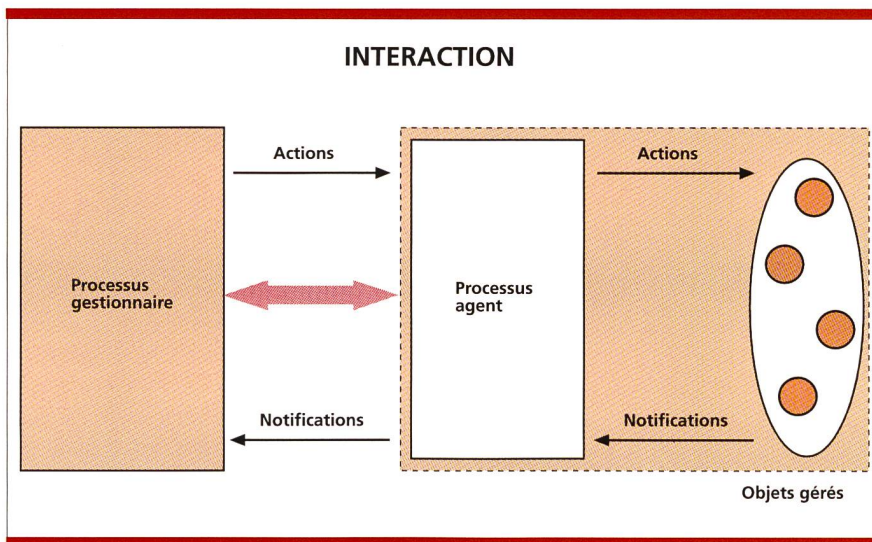 INTERACTION
Actions
Actions
Processus
gestionnaire
Processus
agent
Notifications
Notifications
Objets gérés